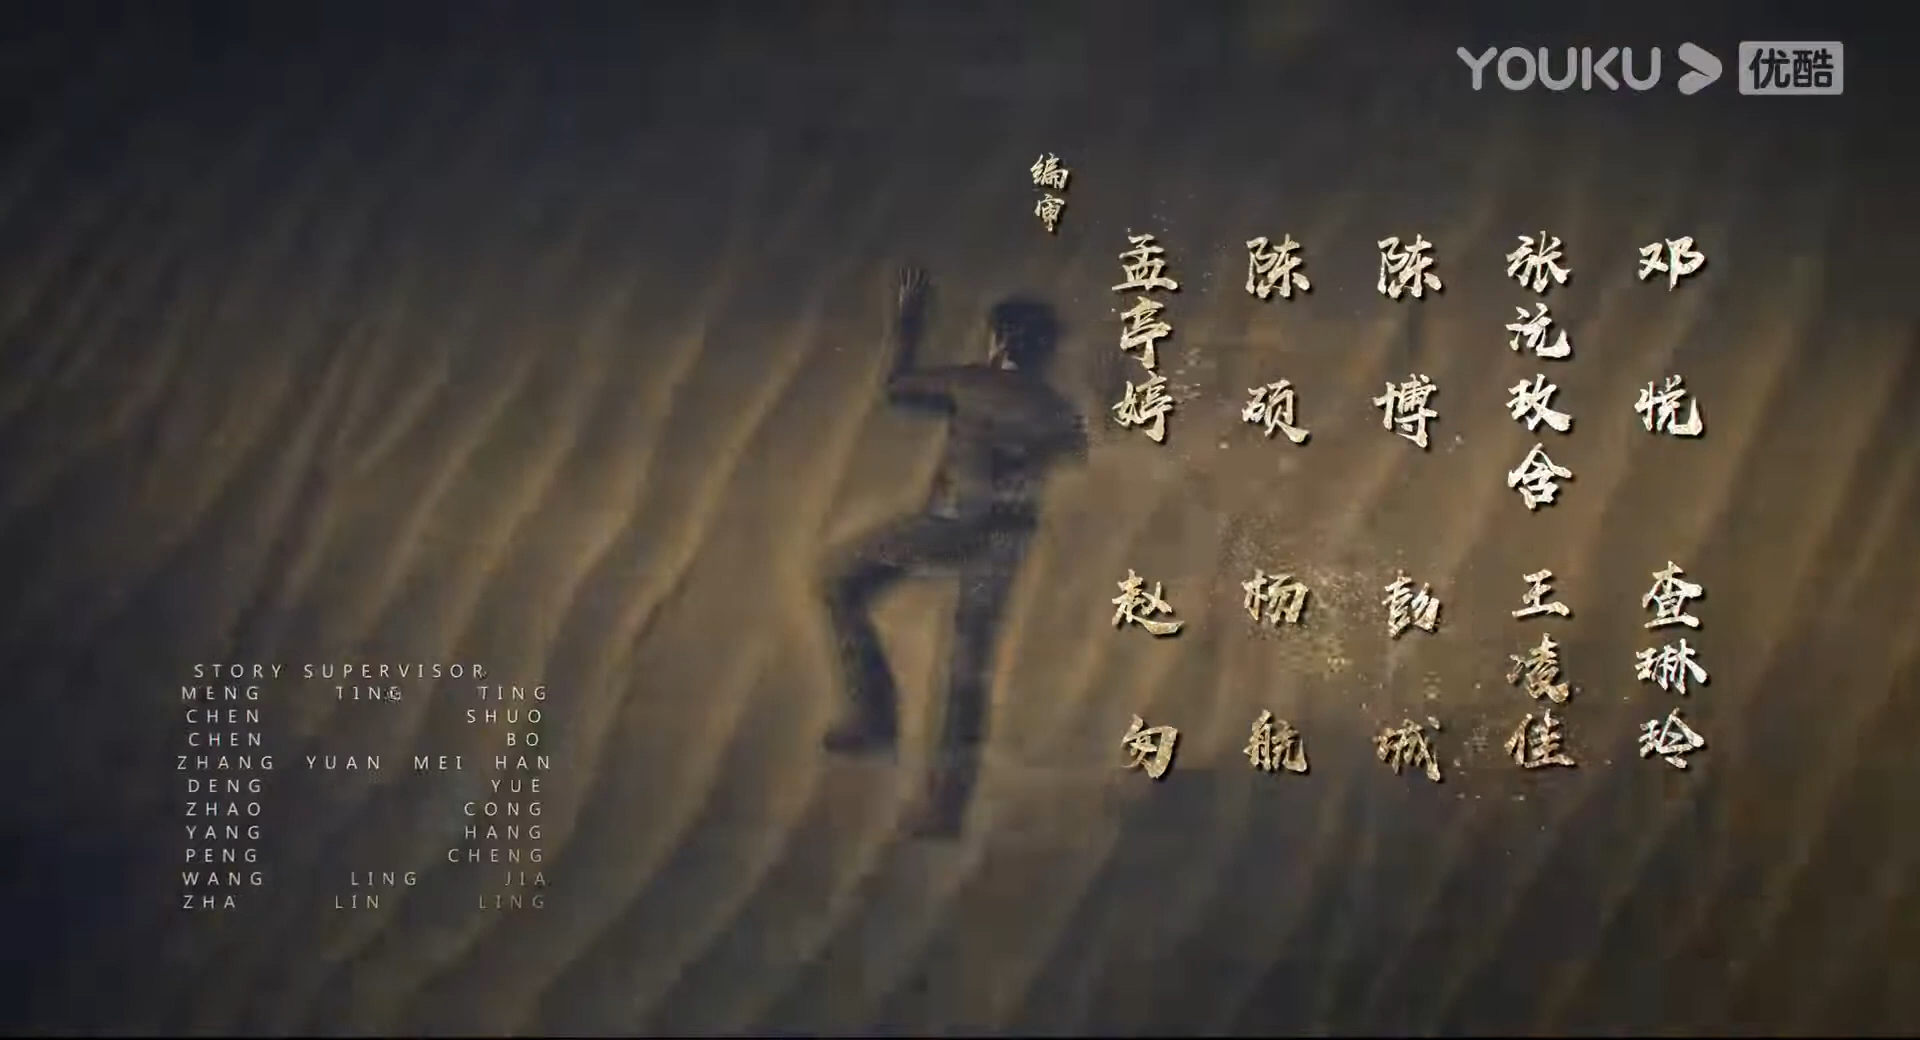 YOUKU 优酷
编审
孟亭婷
陈硕
陈博
张沅玫含
邓悦
赵匆
杨航
彭城
王凌佳
查琳玲
STORY SUPERVISOR
MENG TING TING
CHEN SHUO
CHEN BO
ZHANG YUAN MEI HAN
DENG YUE
ZHAO CONG
YANG HANG
PENG CHENG
WANG LING JIA
ZHA LIN LING